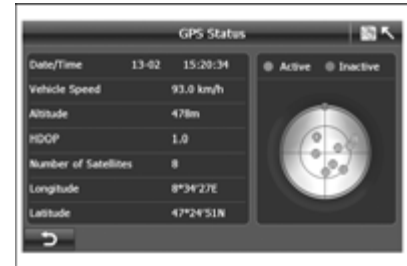 GPS Status
Date/Time 13-02 15:20:34
Active Inactive
Vehicle Speed 93.0 km/h
Altitude 478m
HDOP 1.0
Number of Satellites 8
Longitude 8°34'27E
Latitude 47°24'51N